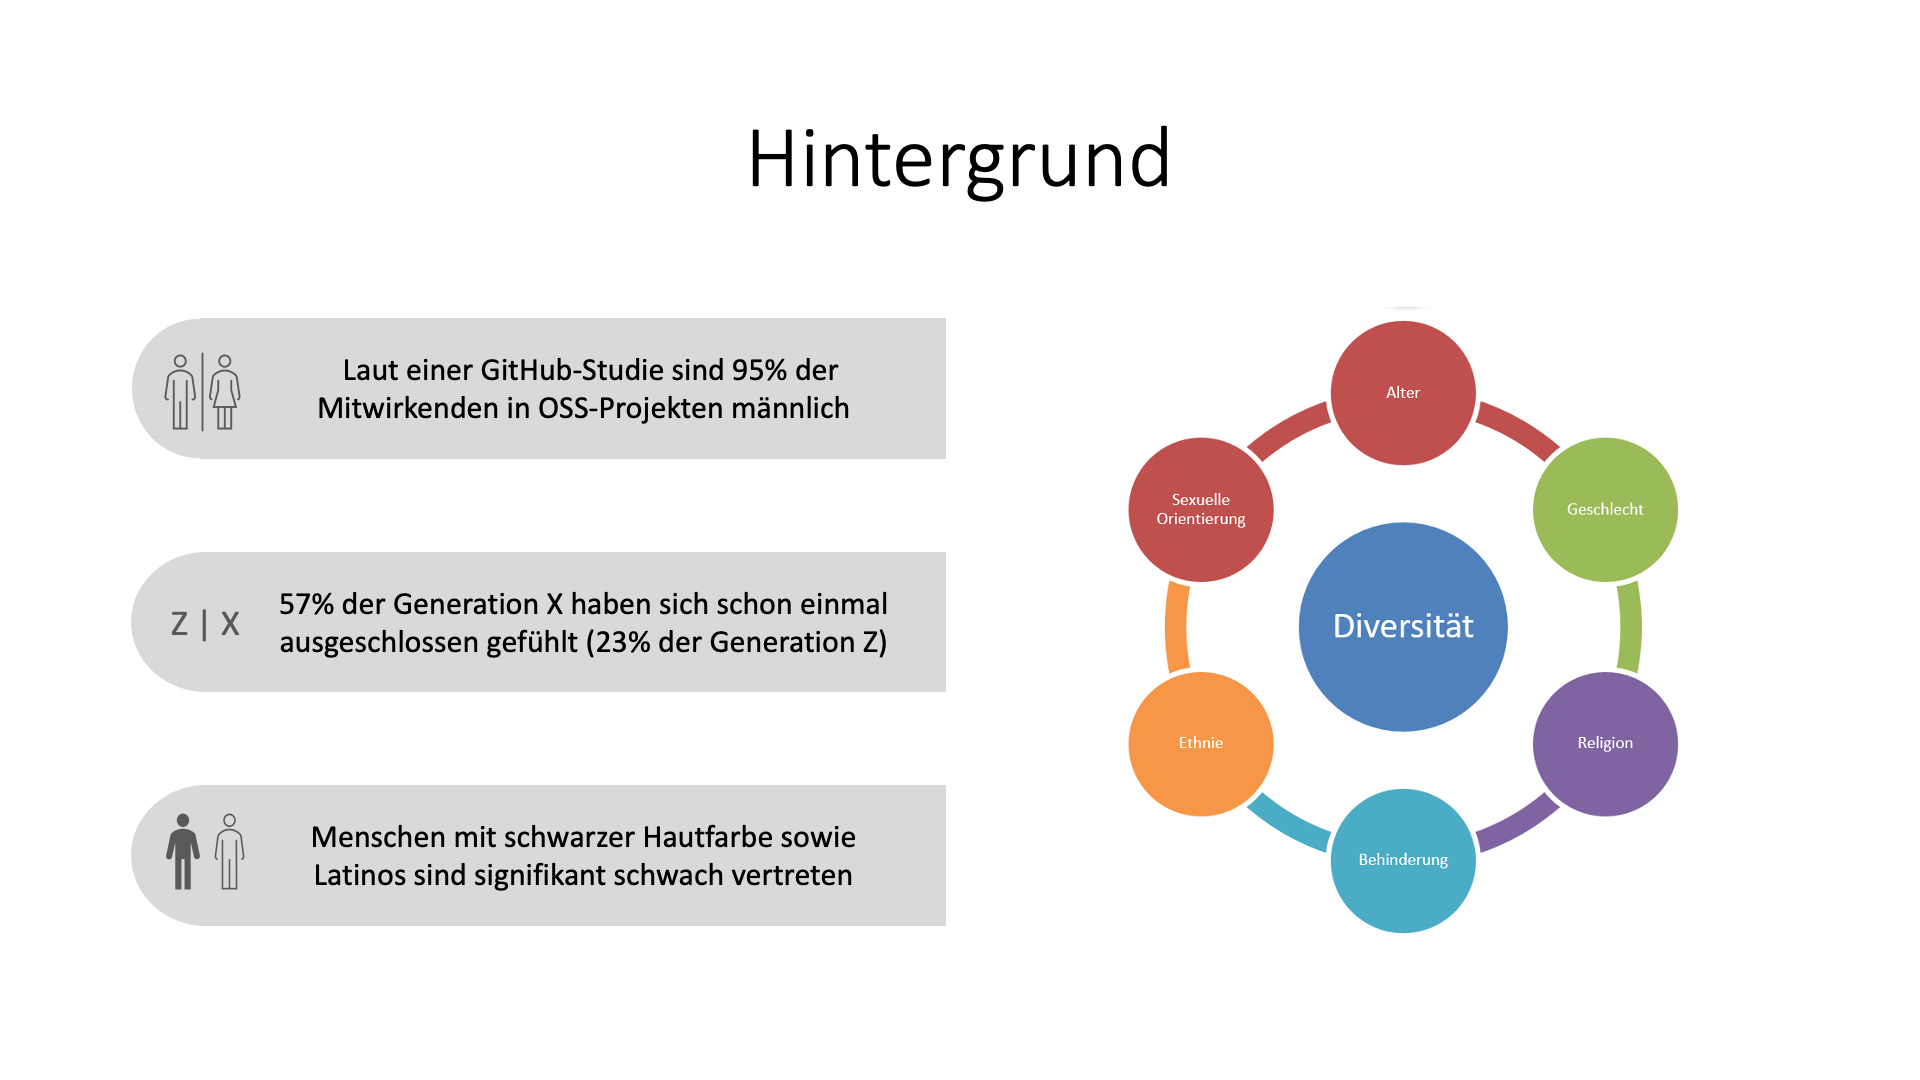 Hintergrund
Laut einer GitHub-Studie sind 95% der
Mitwirkenden in OSS-Projekten männlich
Z | X
57% der Generation X haben sich schon einmal
ausgeschlossen gefühlt (23% der Generation Z)
Menschen mit schwarzer Hautfarbe sowie
Latinos sind signifikant schwach vertreten
Alter
Geschlecht
Religion
Behinderung
Ethnie
Sexuelle
Orientierung
Diversität